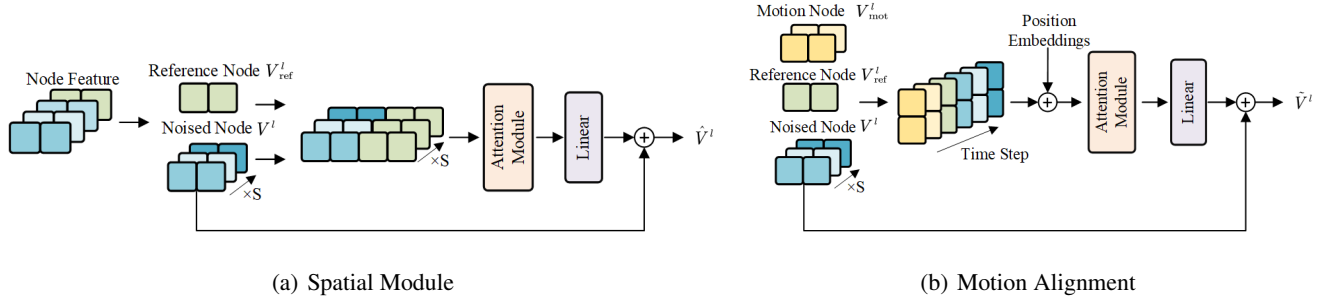 Node Feature
Reference Node V^l_ref
Noised Node V^l
×S
×S
Attention
Module
Linear
+
V̂^l
(a) Spatial Module
Motion Node V^l_mot
Reference Node V^l_ref
Noised Node V^l
×S
Time Step
Position
Embeddings
+
Attention
Module
Linear
+
Ṽ^l
(b) Motion Alignment